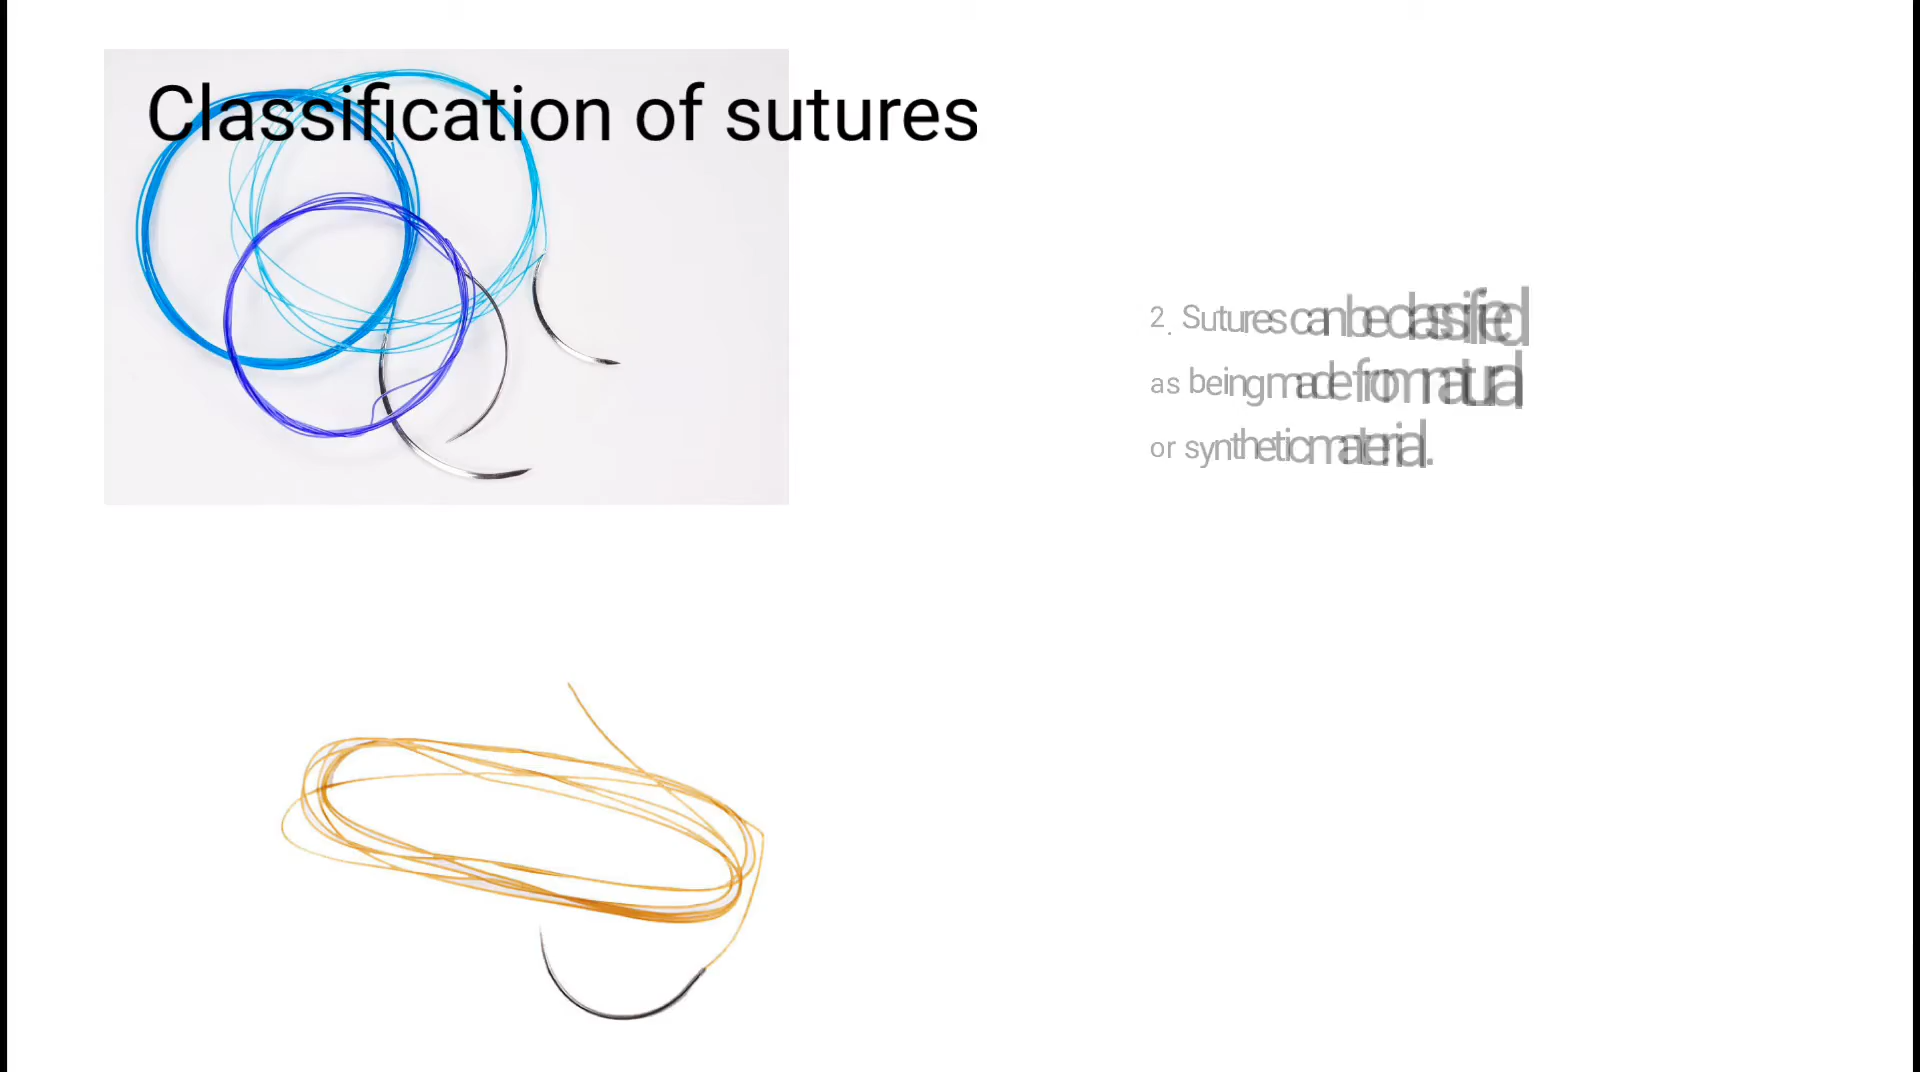 Classification of sutures
2. Sutures can be classified
as being made from natural
or synthetic material.